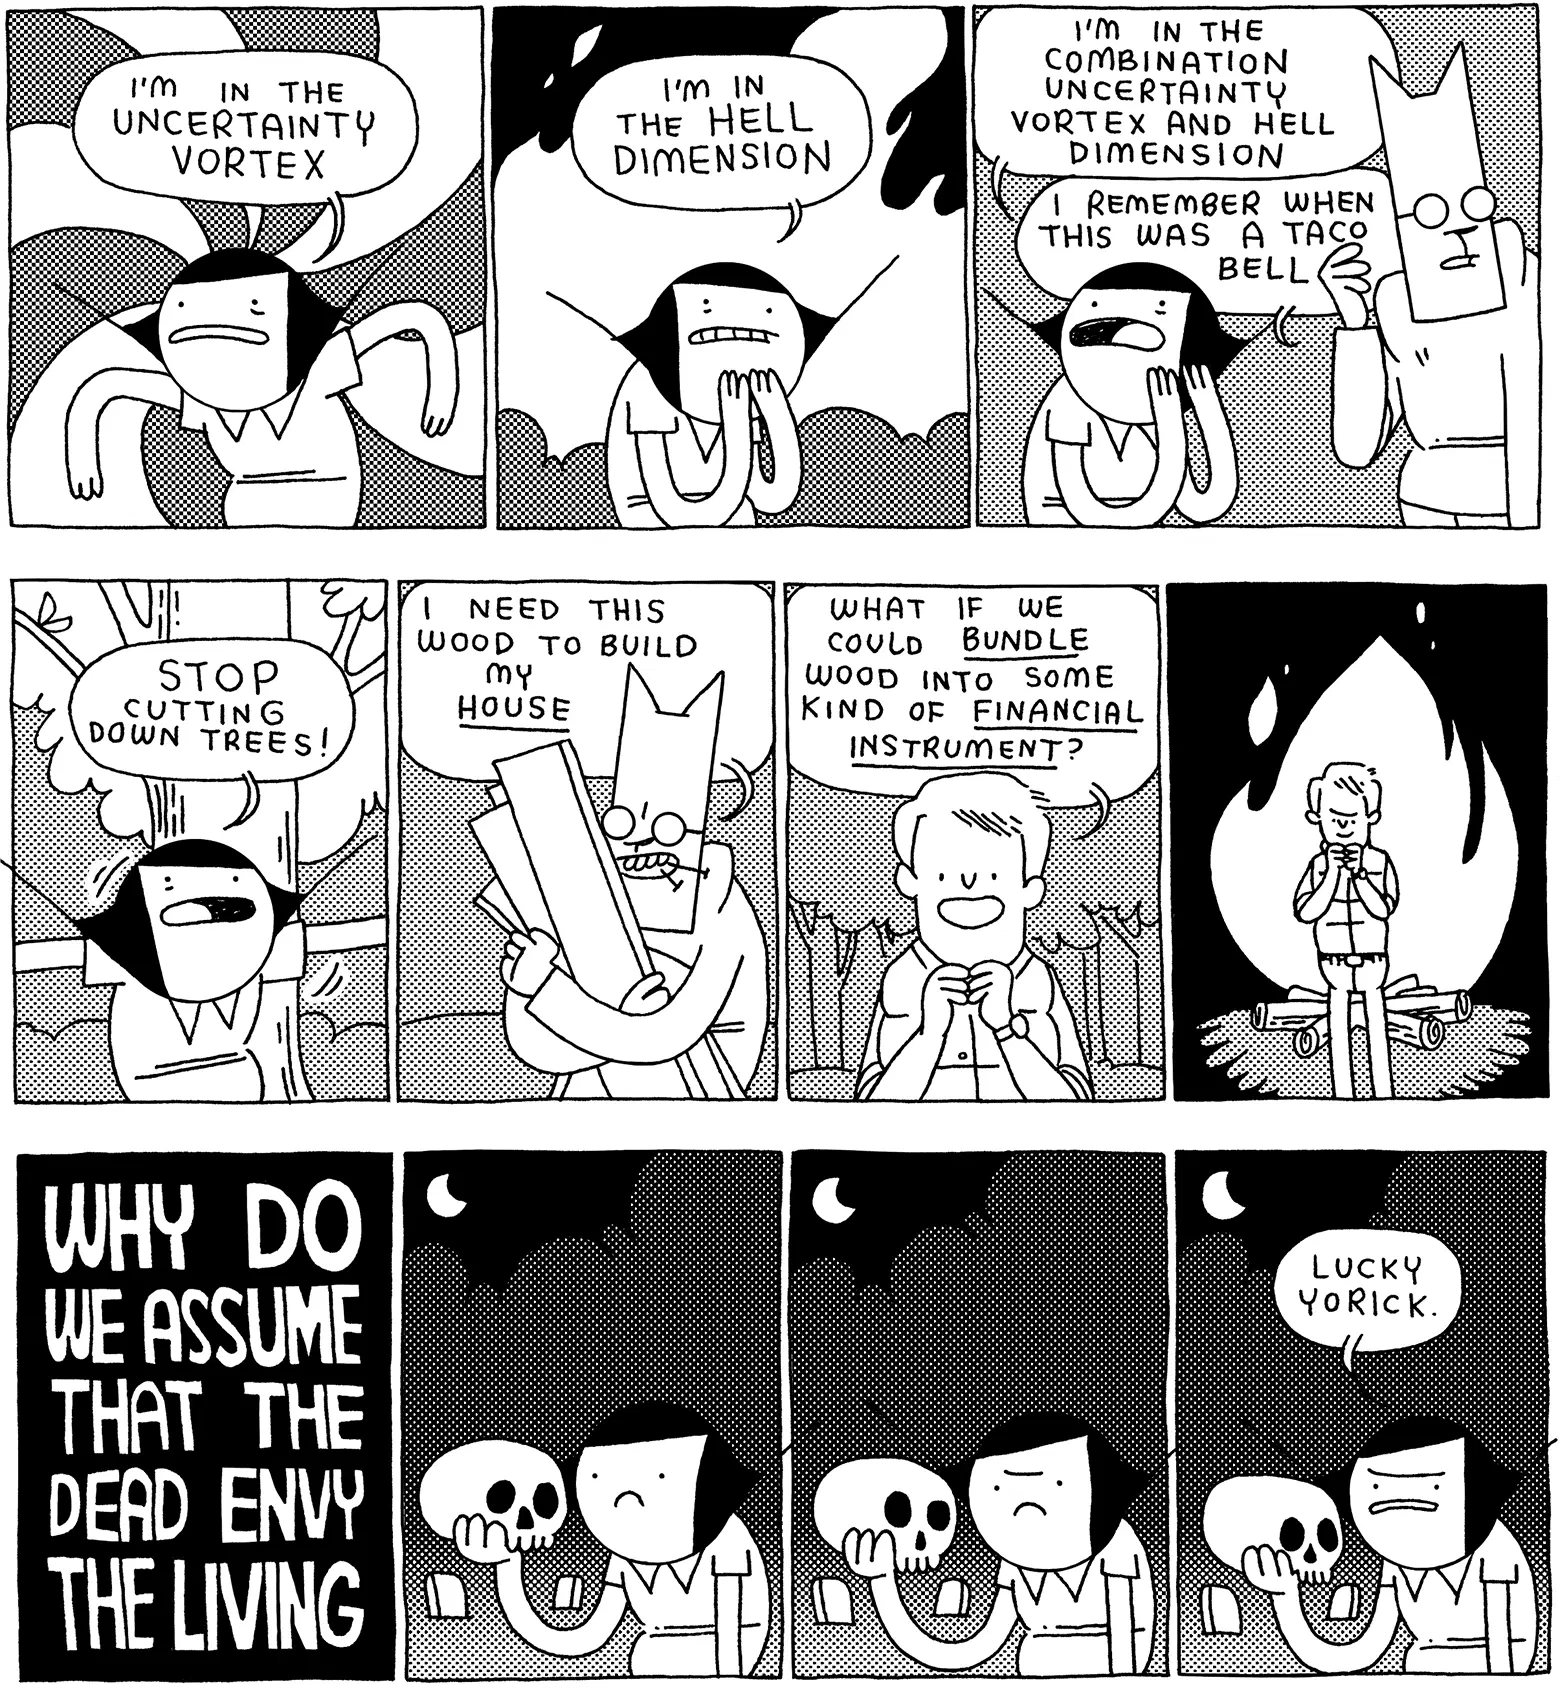 I'M IN THE
UNCERTAINTY
VORTEX
I'M IN
THE HELL
DIMENSION
I'M IN THE
COMBINATION
UNCERTAINTY
VORTEX AND HELL
DIMENSION
I REMEMBER WHEN
THIS WAS A TACO
BELL
STOP
CUTTING
DOWN TREES!
I NEED THIS
WOOD TO BUILD
MY
HOUSE
WHAT IF WE
COULD BUNDLE
WOOD INTO SOME
KIND OF FINANCIAL
INSTRUMENT?
WHY DO
WE ASSUME
THAT THE
DEAD ENVY
THE LIVING
LUCKY
YORICK.